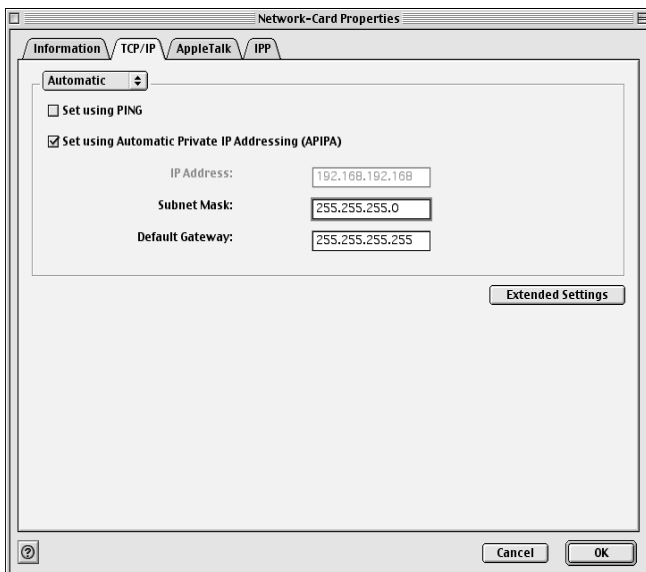 Network-Card Properties
Information TCP/IP AppleTalk IPP
Automatic
Set using PING
Set using Automatic Private IP Addressing (APIPA)
IP Address: 192.168.192.168
Subnet Mask: 255.255.255.0
Default Gateway: 255.255.255.255
Extended Settings
? Cancel OK